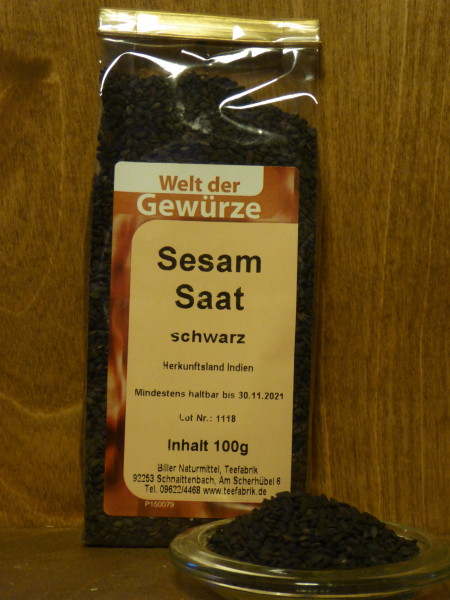 Welt der
Gewürze
Sesam
Saat
schwarz
Herkunftsland Indien
Mindestens haltbar bis 30.11.2021
Lot Nr.: 1118
Inhalt 100g
Biller Naturmittel, Teefabrik
92253 Schnaittenbach, Am Scherhübel 6
Tel. 09622/4468 www.teefabrik.de
P150079